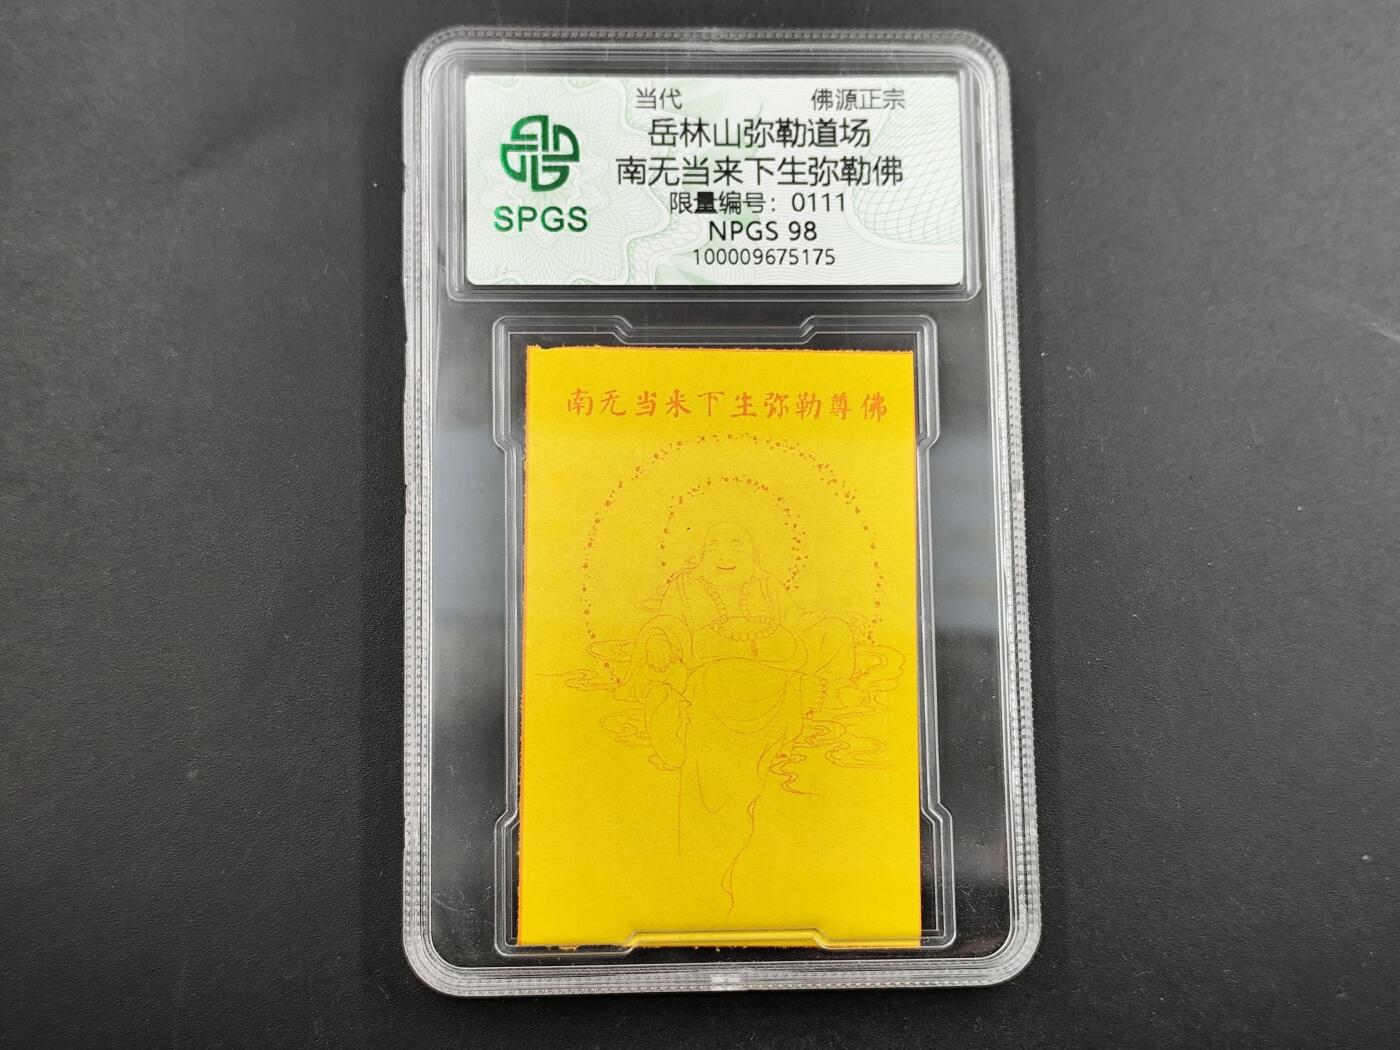 当代 佛源正宗
岳林山弥勒道场
南无当来下生弥勒佛
限量编号：0111
NPGS 98
100009675175
SPGS
南无当来下生弥勒尊佛